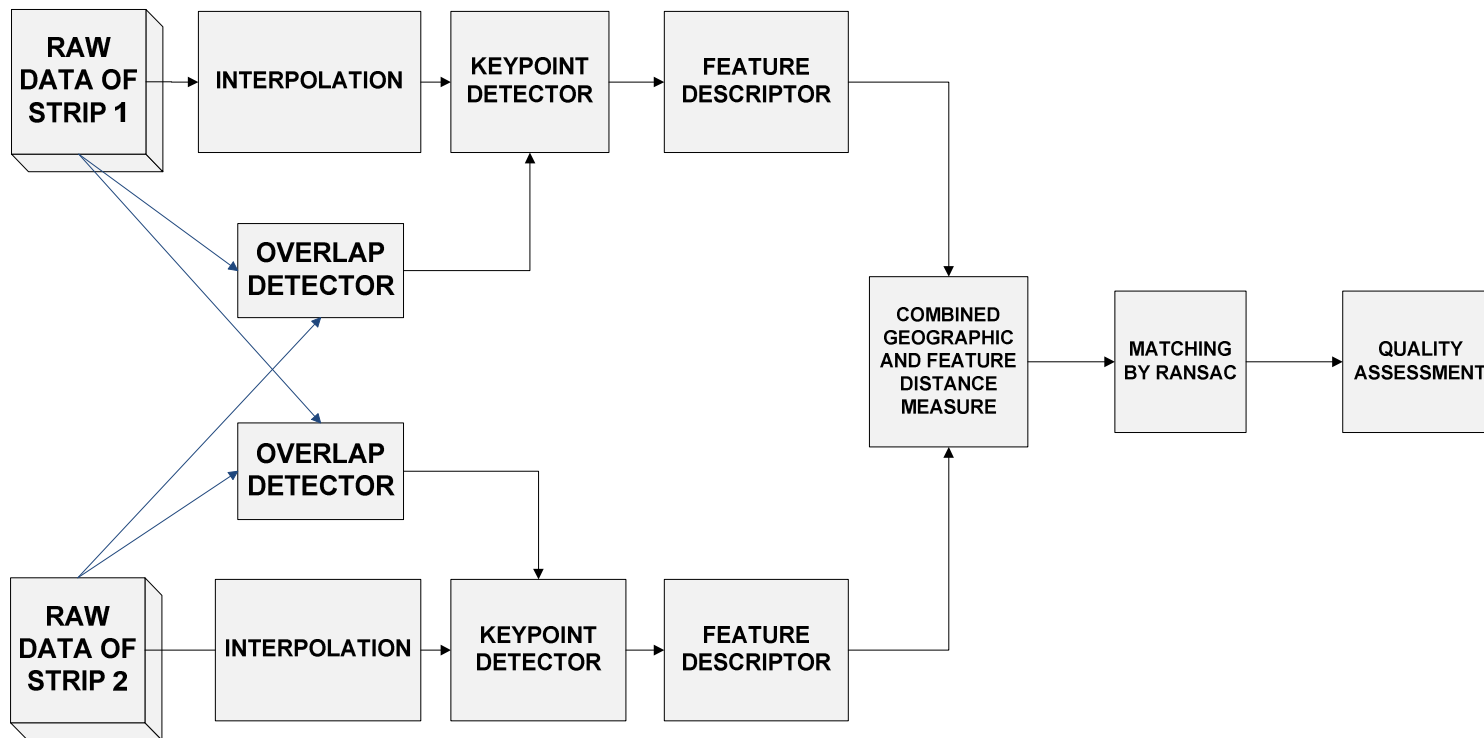 RAW
DATA OF
STRIP 1
INTERPOLATION
KEYPOINT
DETECTOR
FEATURE
DESCRIPTOR
OVERLAP
DETECTOR
COMBINED
GEOGRAPHIC
AND FEATURE
DISTANCE
MEASURE
MATCHING
BY RANSAC
QUALITY
ASSESSMENT
OVERLAP
DETECTOR
RAW
DATA OF
STRIP 2
INTERPOLATION
KEYPOINT
DETECTOR
FEATURE
DESCRIPTOR